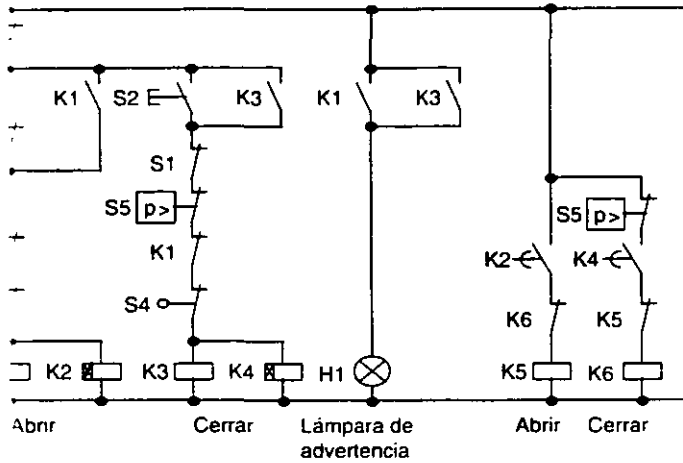 K1
S2
K3
K1
K3
S1
S5
p>
S5
p>
K1
K2
K4
S4
K6
K5
K2
K3
K4
H1
K5
K6
Abrir
Cerrar
Lámpara de
advertencia
Abrir
Cerrar